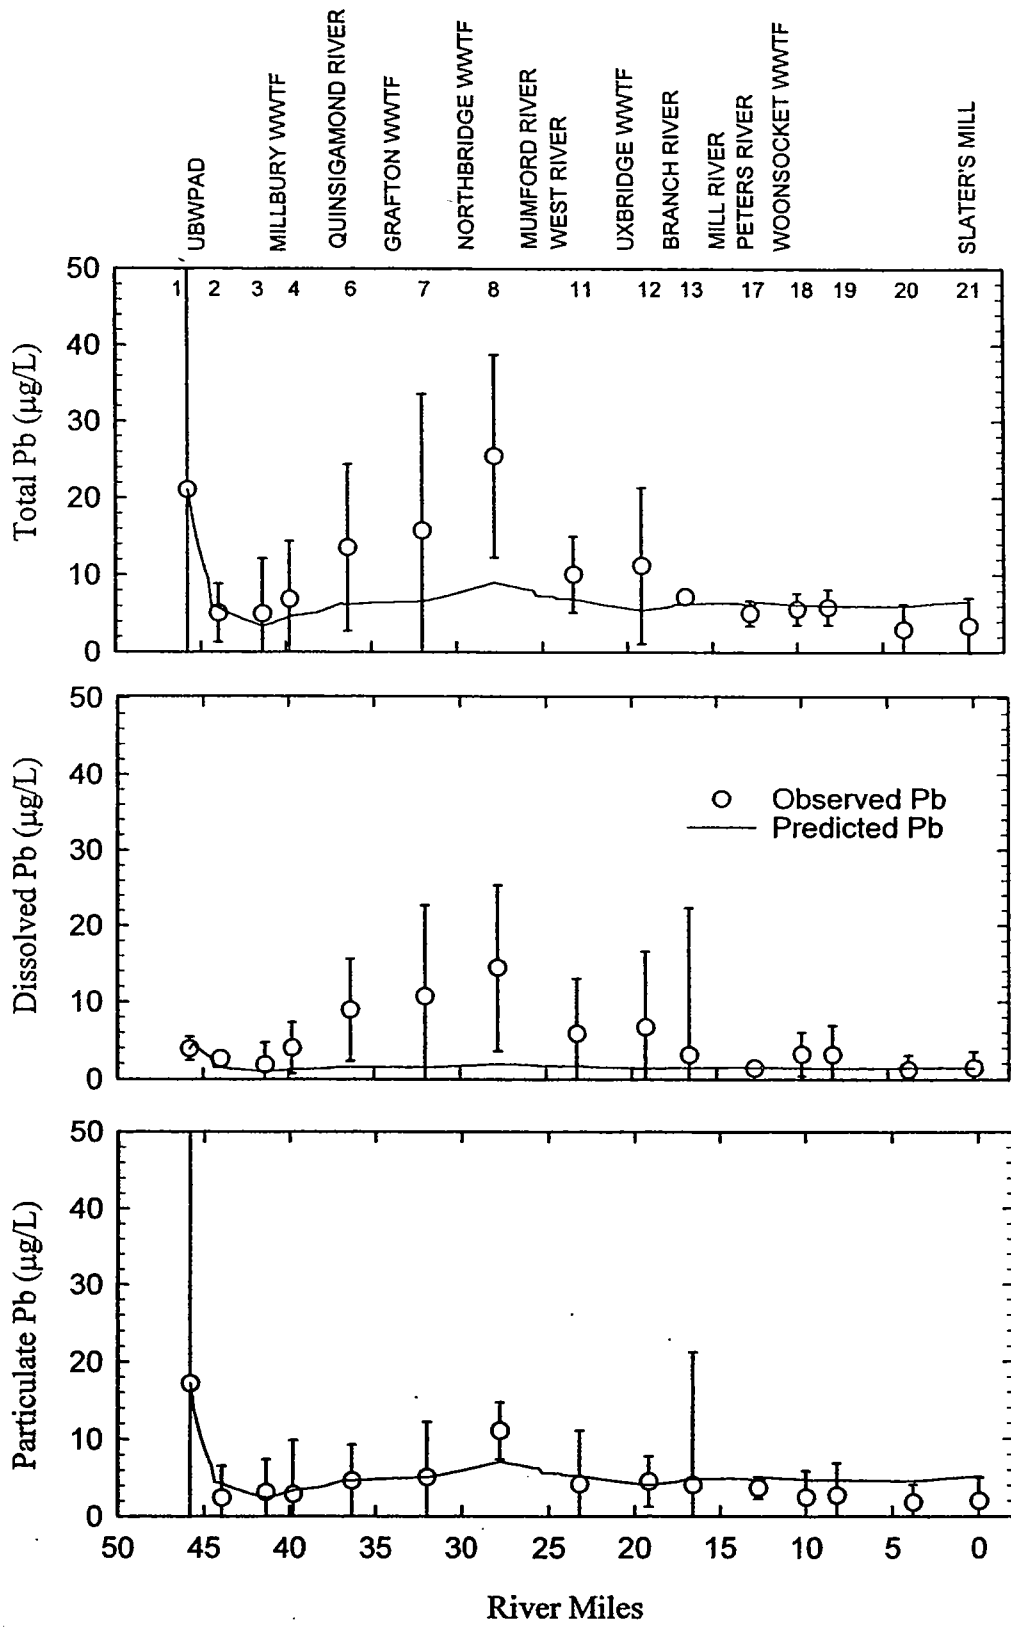 UBWPAD
MILLBURY WWTF
QUINSIGAMOND RIVER
GRAFTON WWTF
NORTHBRIDGE WWTF
MUMFORD RIVER
WEST RIVER
UXBRIDGE WWTF
BRANCH RIVER
MILL RIVER
PETERS RIVER
WOONSOCKET WWTF
SLATER'S MILL
1 2 3 4 6 7 8 11 12 13 17 18 19 20 21
Total Pb (µg/L)
50
40
30
20
10
0
Dissolved Pb (µg/L)
50
40
30
20
10
0
Observed Pb
Predicted Pb
Particulate Pb (µg/L)
50
40
30
20
10
0
50 45 40 35 30 25 20 15 10 5 0
River Miles